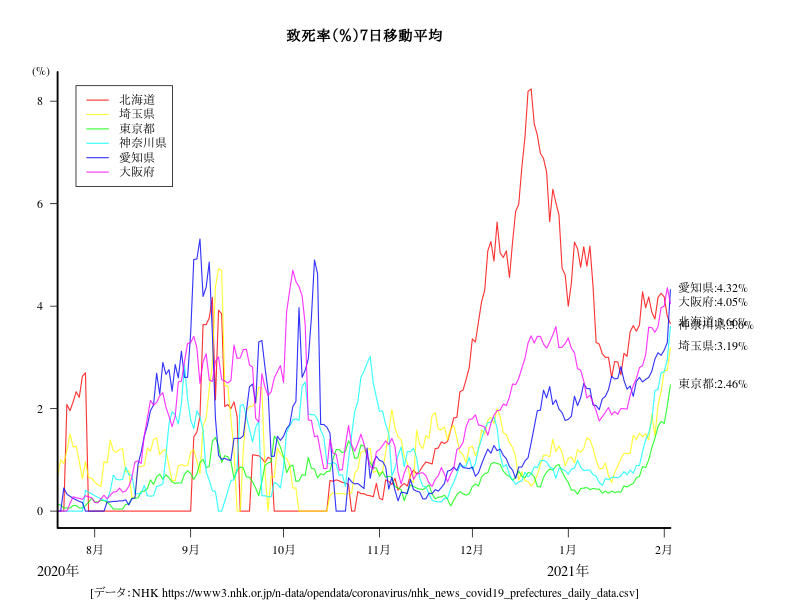 致死率(%)7日移動平均
(%)
8
6
4
2
0
北海道
埼玉県
東京都
神奈川県
愛知県
大阪府
愛知県:4.32%
大阪府:4.05%
北海道:3.66%
神奈川県:3.6%
埼玉県:3.19%
東京都:2.46%
8月 9月 10月 11月 12月 1月 2月
2020年 2021年
[データ:NHK https://www3.nhk.or.jp/n-data/opendata/coronavirus/nhk_news_covid19_prefectures_daily_data.csv]